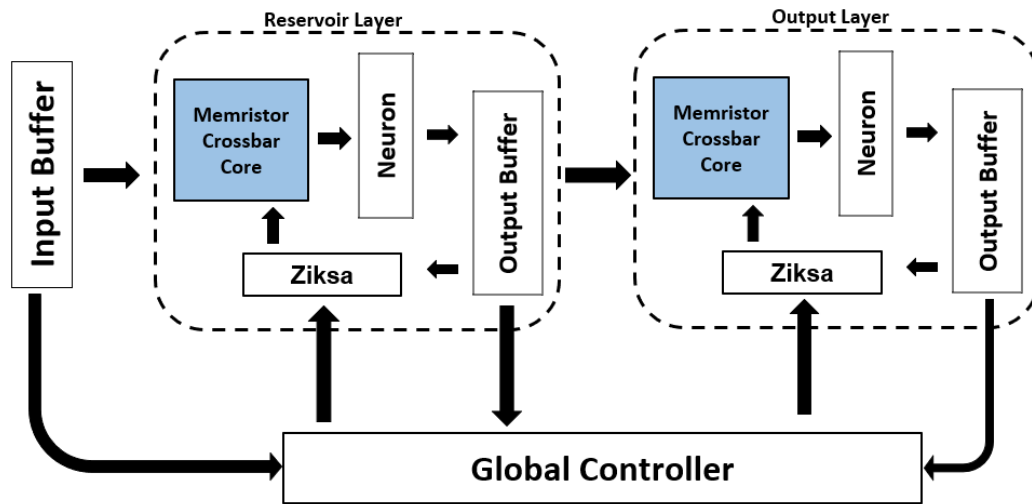 Reservoir Layer
Output Layer
Input Buffer
Memristor
Crossbar
Core
Neuron
Output Buffer
Ziksa
Memristor
Crossbar
Core
Neuron
Output Buffer
Ziksa
Global Controller